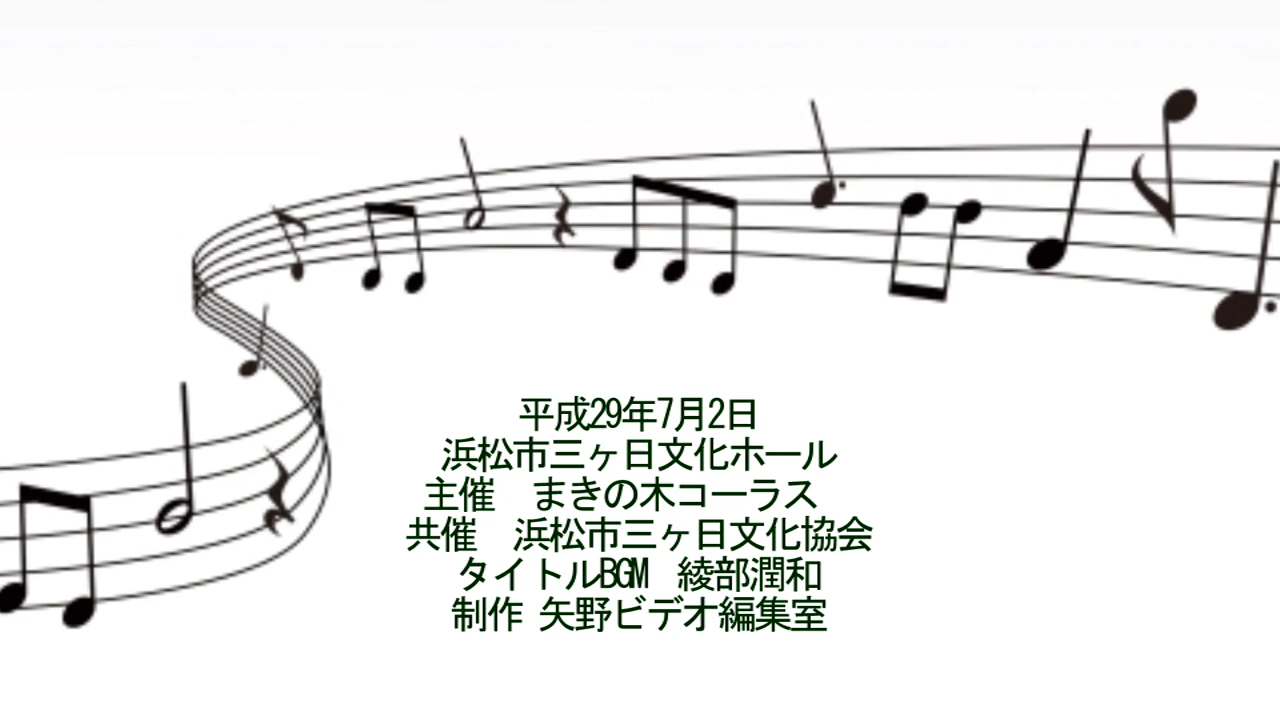 平成29年7月2日
浜松市三ヶ日文化ホール
主催　まきの木コーラス
共催　浜松市三ヶ日文化協会
タイトルBGM　綾部潤和
制作 矢野ビデオ編集室